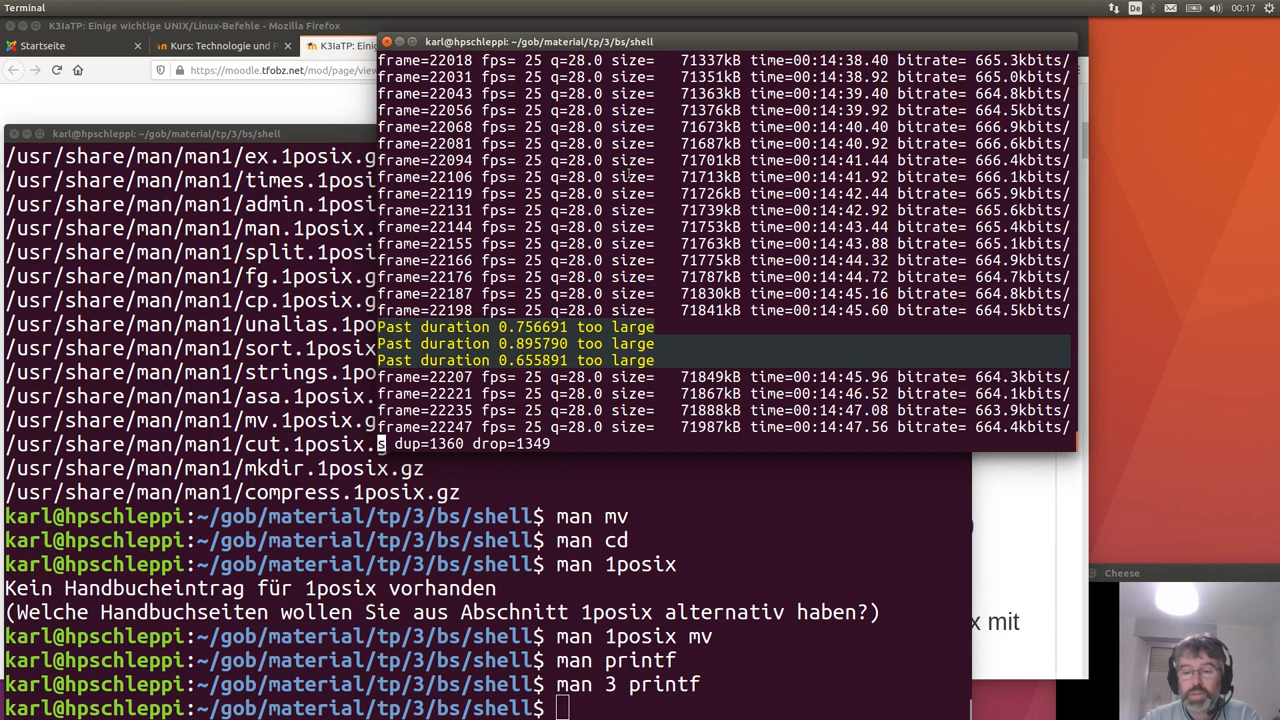 Terminal
De
00:17
K3IaTP: Einige wichtige UNIX/Linux-Befehle - Mozilla Firefox
Startseite
Kurs: Technologie und P
K3IaTP: Einige
https://moodle.tfobz.net/mod/page/view
karl@hpschleppi: ~/gob/material/tp/3/bs/shell
frame=22018 fps= 25 q=28.0 size=   71337kB time=00:14:38.40 bitrate= 665.3kbits/
frame=22031 fps= 25 q=28.0 size=   71351kB time=00:14:38.92 bitrate= 665.0kbits/
frame=22043 fps= 25 q=28.0 size=   71363kB time=00:14:39.40 bitrate= 664.8kbits/
frame=22056 fps= 25 q=28.0 size=   71376kB time=00:14:39.92 bitrate= 664.5kbits/
frame=22068 fps= 25 q=28.0 size=   71673kB time=00:14:40.40 bitrate= 666.9kbits/
frame=22081 fps= 25 q=28.0 size=   71687kB time=00:14:40.92 bitrate= 666.6kbits/
frame=22094 fps= 25 q=28.0 size=   71701kB time=00:14:41.44 bitrate= 666.4kbits/
frame=22106 fps= 25 q=28.0 size=   71713kB time=00:14:41.92 bitrate= 666.1kbits/
frame=22119 fps= 25 q=28.0 size=   71726kB time=00:14:42.44 bitrate= 665.9kbits/
frame=22131 fps= 25 q=28.0 size=   71739kB time=00:14:42.92 bitrate= 665.6kbits/
frame=22144 fps= 25 q=28.0 size=   71753kB time=00:14:43.44 bitrate= 665.4kbits/
frame=22155 fps= 25 q=28.0 size=   71763kB time=00:14:43.88 bitrate= 665.1kbits/
frame=22166 fps= 25 q=28.0 size=   71775kB time=00:14:44.32 bitrate= 664.9kbits/
frame=22176 fps= 25 q=28.0 size=   71787kB time=00:14:44.72 bitrate= 664.7kbits/
frame=22187 fps= 25 q=28.0 size=   71830kB time=00:14:45.16 bitrate= 664.8kbits/
frame=22198 fps= 25 q=28.0 size=   71841kB time=00:14:45.60 bitrate= 664.5kbits/
Past duration 0.756691 too large
Past duration 0.895790 too large
Past duration 0.655891 too large
frame=22207 fps= 25 q=28.0 size=   71849kB time=00:14:45.96 bitrate= 664.3kbits/
frame=22221 fps= 25 q=28.0 size=   71867kB time=00:14:46.52 bitrate= 664.1kbits/
frame=22235 fps= 25 q=28.0 size=   71888kB time=00:14:47.08 bitrate= 663.9kbits/
frame=22247 fps= 25 q=28.0 size=   71987kB time=00:14:47.56 bitrate= 664.4kbits/
s dup=1360 drop=1349
karl@hpschleppi: ~/gob/material/tp/3/bs/shell
/usr/share/man/man1/ex.1posix.g
/usr/share/man/man1/times.1posi
/usr/share/man/man1/admin.1posi
/usr/share/man/man1/man.1posix.
/usr/share/man/man1/split.1posi
/usr/share/man/man1/fg.1posix.g
/usr/share/man/man1/cp.1posix.g
/usr/share/man/man1/unalias.1po
/usr/share/man/man1/sort.1posix
/usr/share/man/man1/strings.1po
/usr/share/man/man1/asa.1posix.
/usr/share/man/man1/mv.1posix.g
/usr/share/man/man1/cut.1posix.g
/usr/share/man/man1/mkdir.1posix.gz
/usr/share/man/man1/compress.1posix.gz
karl@hpschleppi:~/gob/material/tp/3/bs/shell$ man mv
karl@hpschleppi:~/gob/material/tp/3/bs/shell$ man cd
karl@hpschleppi:~/gob/material/tp/3/bs/shell$ man 1posix
Kein Handbucheintrag für 1posix vorhanden
(Welche Handbuchseiten wollen Sie aus Abschnitt 1posix alternativ haben?)
karl@hpschleppi:~/gob/material/tp/3/bs/shell$ man 1posix mv
karl@hpschleppi:~/gob/material/tp/3/bs/shell$ man printf
karl@hpschleppi:~/gob/material/tp/3/bs/shell$ man 3 printf
karl@hpschleppi:~/gob/material/tp/3/bs/shell$
x mit
Cheese